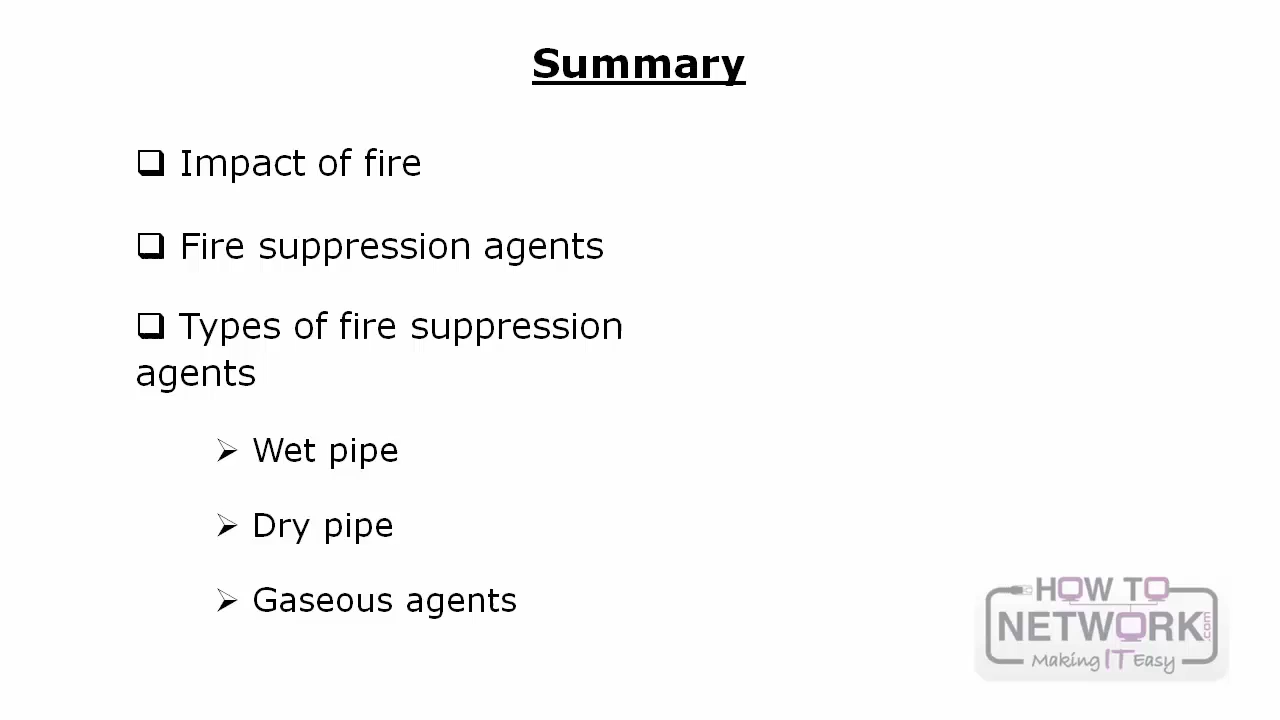 Summary
Impact of fire
Fire suppression agents
Types of fire suppression
agents
Wet pipe
Dry pipe
Gaseous agents
HOW TO
NETWORK.com
Making IT Easy